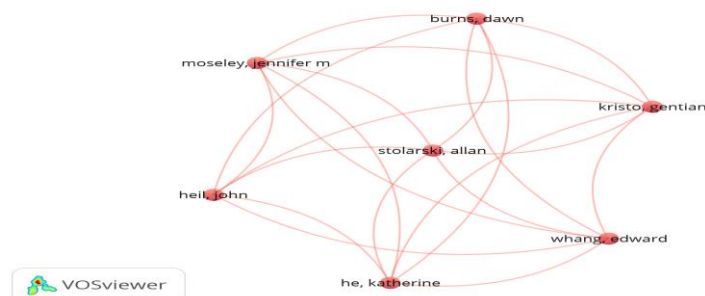 burns, dawn
moseley, jennifer m
kristo, gentian
stolarski, allan
heil, john
whang, edward
he, katherine
VOSviewer